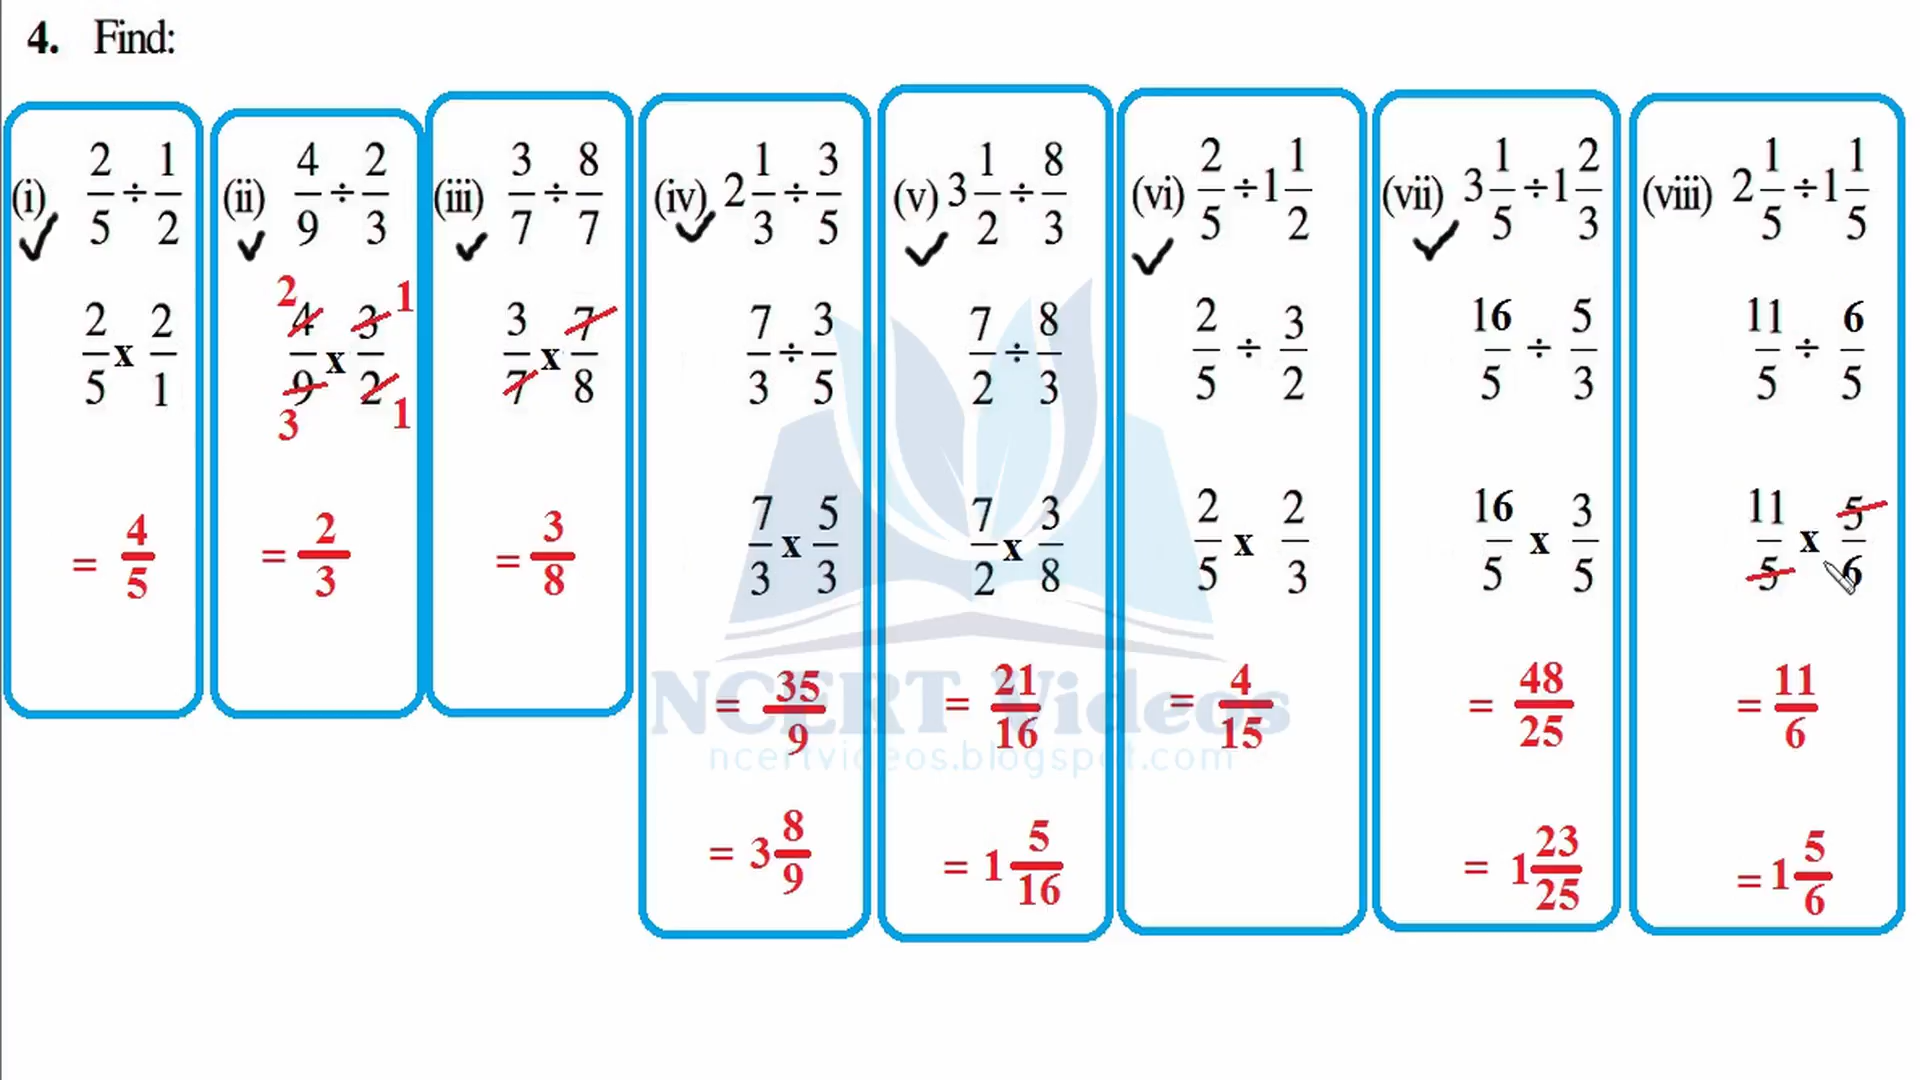 4. Find:
(i) 2/5 ÷ 1/2
2/5 x 2/1
= 4/5
(ii) 4/9 ÷ 2/3
2 1
4/9 x 3/2
3 1
= 2/3
(iii) 3/7 ÷ 8/7
3/7 x 7/8
= 3/8
(iv) 2 1/3 ÷ 3/5
7/3 ÷ 3/5
7/3 x 5/3
= 35/9
= 3 8/9
(v) 3 1/2 ÷ 8/3
7/2 ÷ 8/3
7/2 x 3/8
= 21/16
= 1 5/16
(vi) 2/5 ÷ 1 1/2
2/5 ÷ 3/2
2/5 x 2/3
= 4/15
(vii) 3 1/5 ÷ 1 2/3
16/5 ÷ 5/3
16/5 x 3/5
= 48/25
= 1 23/25
(viii) 2 1/5 ÷ 1 1/5
11/5 ÷ 6/5
11/5 x 5/6
= 11/6
= 1 5/6
NCERT Videos
ncertvideos.blogspot.com